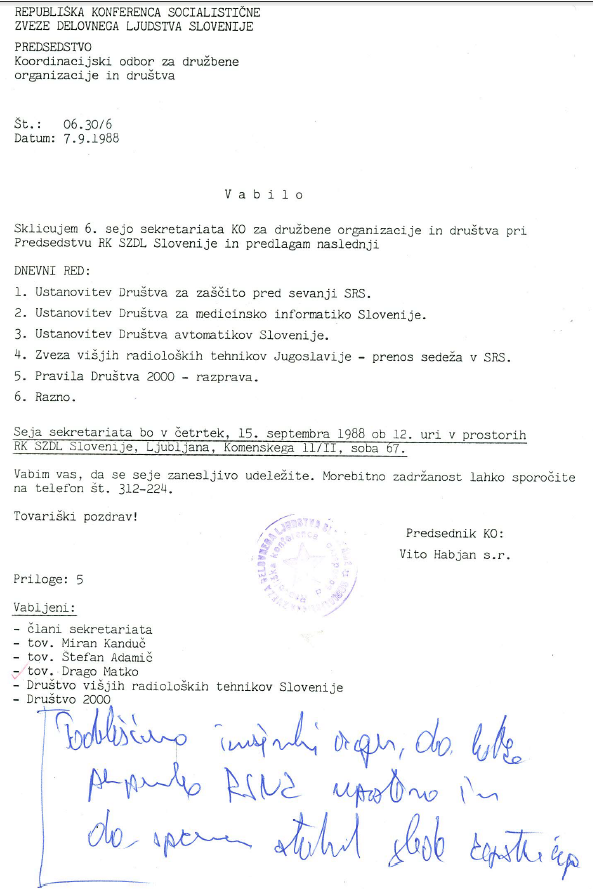 REPUBLIŠKA KONFERENCA SOCIALISTIČNE
ZVEZE DELOVNEGA LJUDSTVA SLOVENIJE
PREDSEDSTVO
Koordinacijski odbor za družbene
organizacije in društva
Št.: 06.30/6
Datum: 7.9.1988
V a b i l o
Sklicujem 6. sejo sekretariata KO za družbene organizacije in društva pri
Predsedstvu RK SZDL Slovenije in predlagam naslednji
DNEVNI RED:
1. Ustanovitev Društva za zaščito pred sevanji SRS.
2. Ustanovitev Društva za medicinsko informatiko Slovenije.
3. Ustanovitev Društva avtomatikov Slovenije.
4. Zveza višjih radioloških tehnikov Jugoslavije - prenos sedeža v SRS.
5. Pravila Društva 2000 - razprava.
6. Razno.
Seja sekretariata bo v četrtek, 15. septembra 1988 ob 12. uri v prostorih
RK SZDL Slovenije, Ljubljana, Komenskega 11/II, soba 67.
Vabim vas, da se seje zanesljivo udeležite. Morebitno zadržanost lahko sporočite
na telefon št. 312-224.
Tovariški pozdrav!
Predsednik KO:
Vito Habjan s.r.
Priloge: 5
Vabljeni:
- člani sekretariata
- tov. Miran Kanduč
- tov. Štefan Adamič
- tov. Drago Matko
- Društvo višjih radioloških tehnikov Slovenije
- Društvo 2000
do
RSNZ in
do